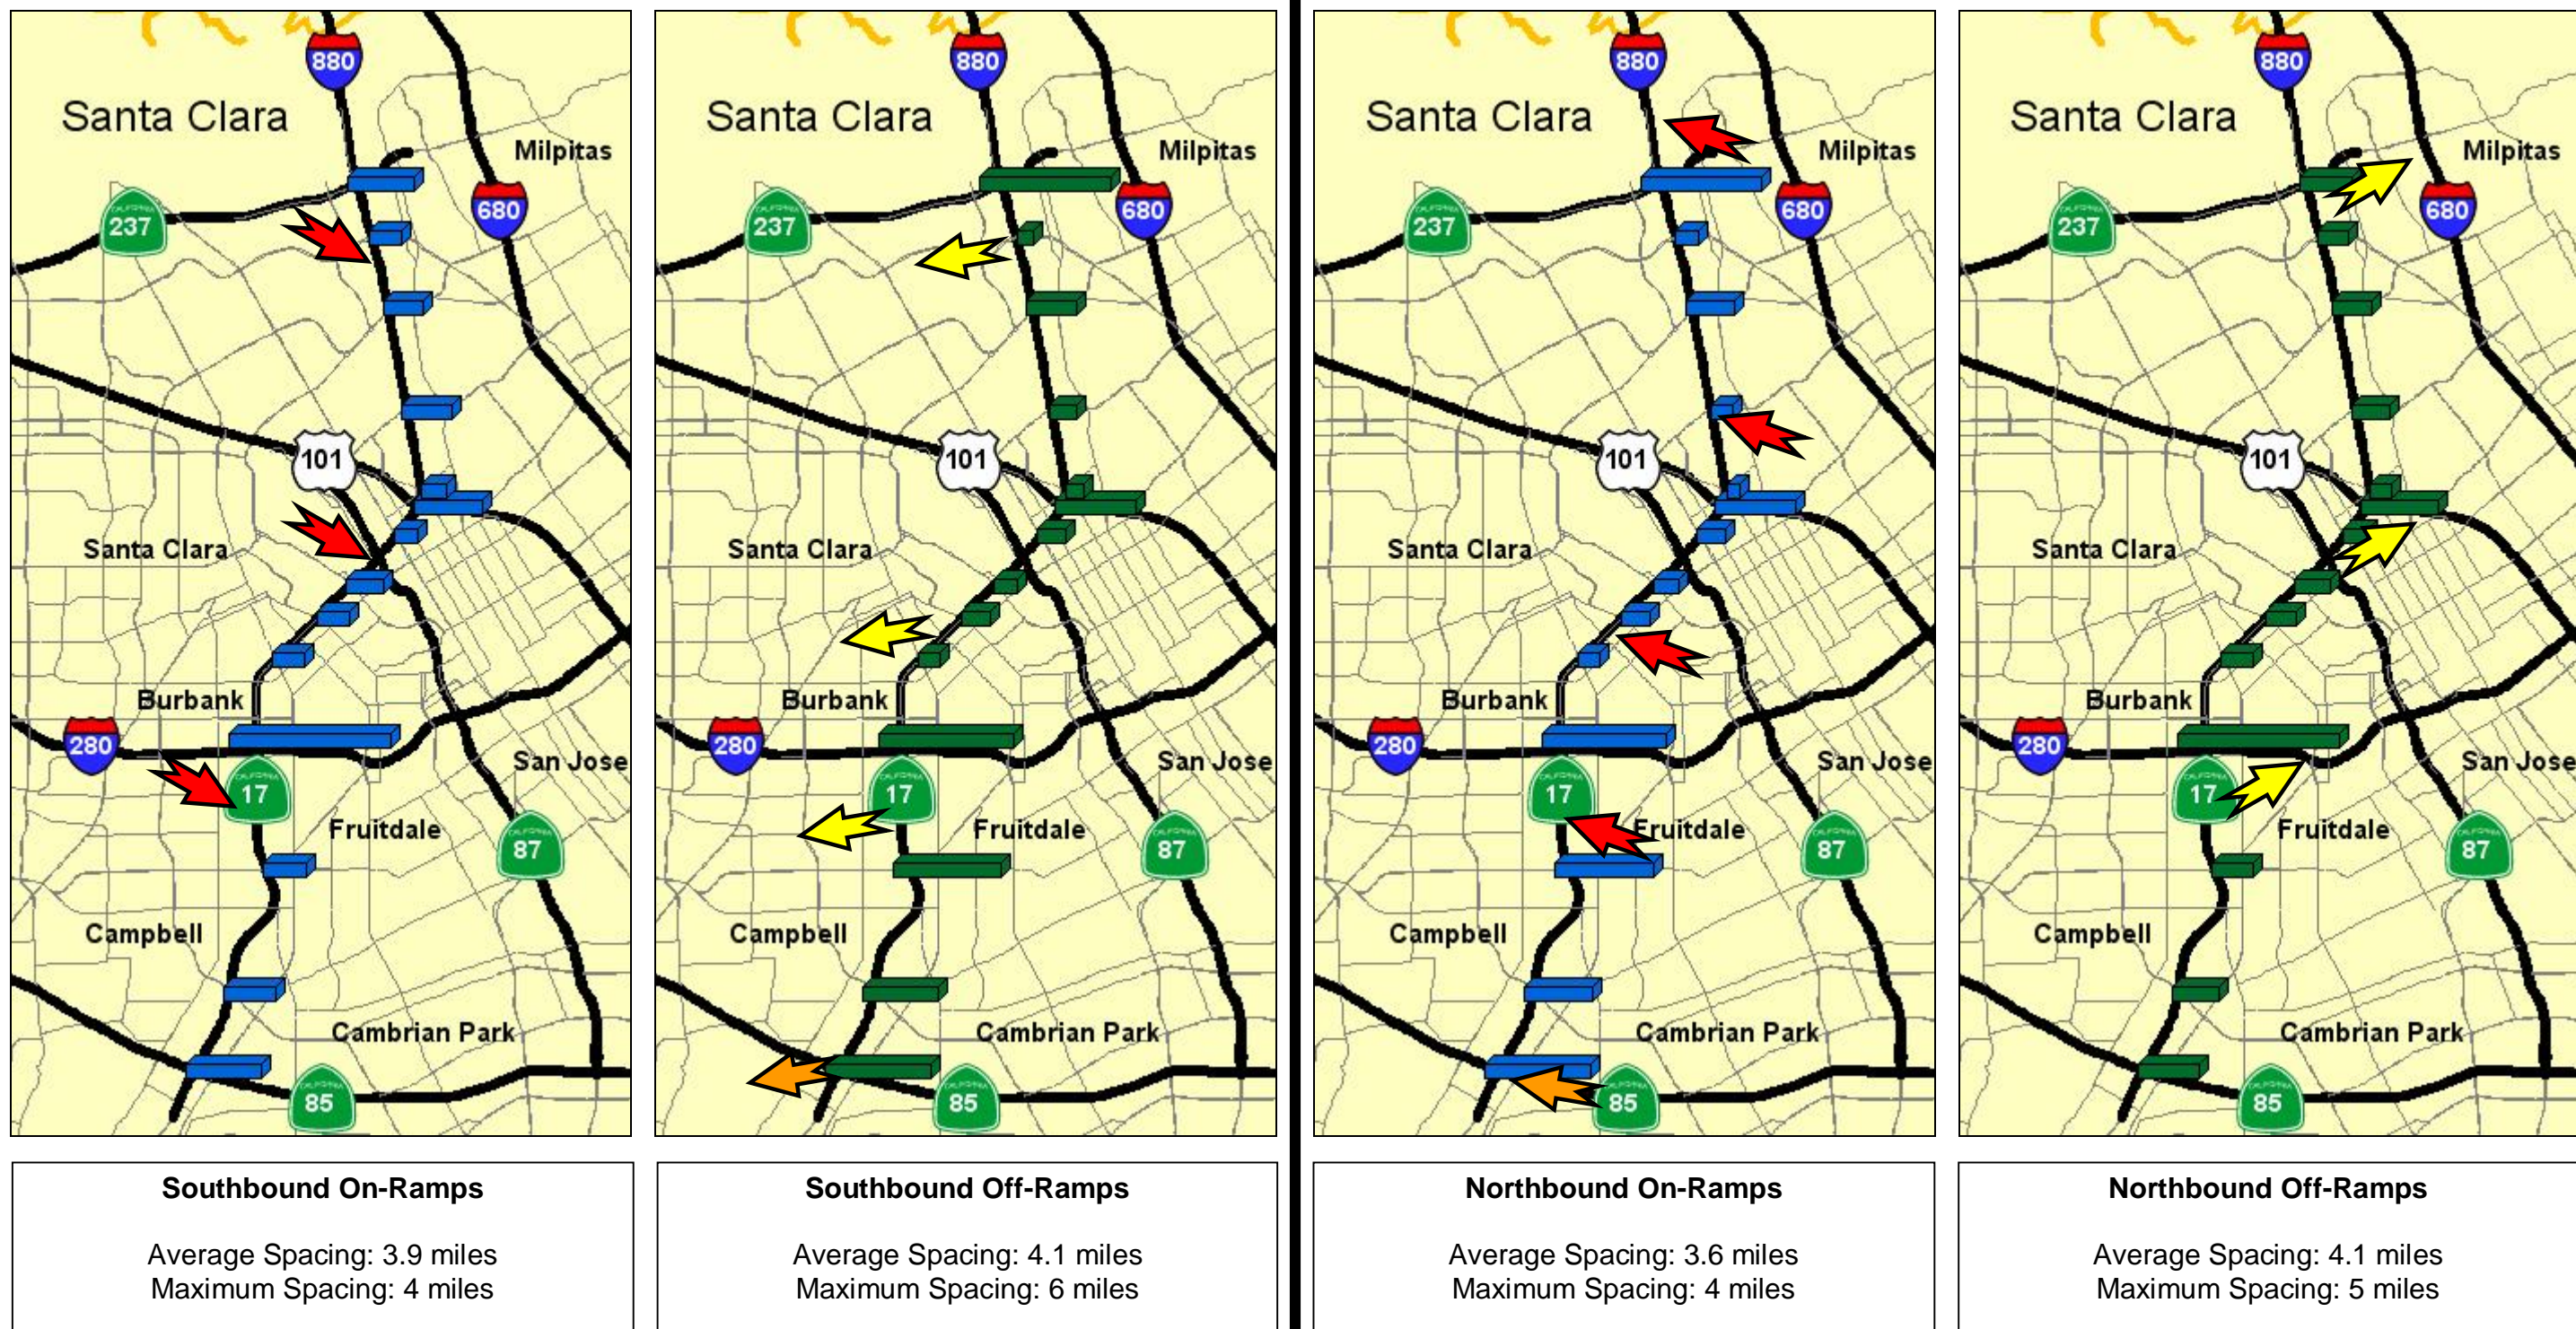 880
Santa Clara
Milpitas
237
680
101
Santa Clara
Burbank
280
San Jose
17
Fruitdale
87
Campbell
Cambrian Park
85
Southbound On-Ramps
Average Spacing: 3.9 miles
Maximum Spacing: 4 miles
880
Santa Clara
Milpitas
237
680
101
Santa Clara
Burbank
280
San Jose
17
Fruitdale
87
Campbell
Cambrian Park
85
Southbound Off-Ramps
Average Spacing: 4.1 miles
Maximum Spacing: 6 miles
880
Santa Clara
Milpitas
237
680
101
Santa Clara
Burbank
280
San Jose
17
Fruitdale
87
Campbell
Cambrian Park
85
Northbound On-Ramps
Average Spacing: 3.6 miles
Maximum Spacing: 4 miles
880
Santa Clara
Milpitas
237
680
101
Santa Clara
Burbank
280
San Jose
17
Fruitdale
87
Campbell
Cambrian Park
85
Northbound Off-Ramps
Average Spacing: 4.1 miles
Maximum Spacing: 5 miles